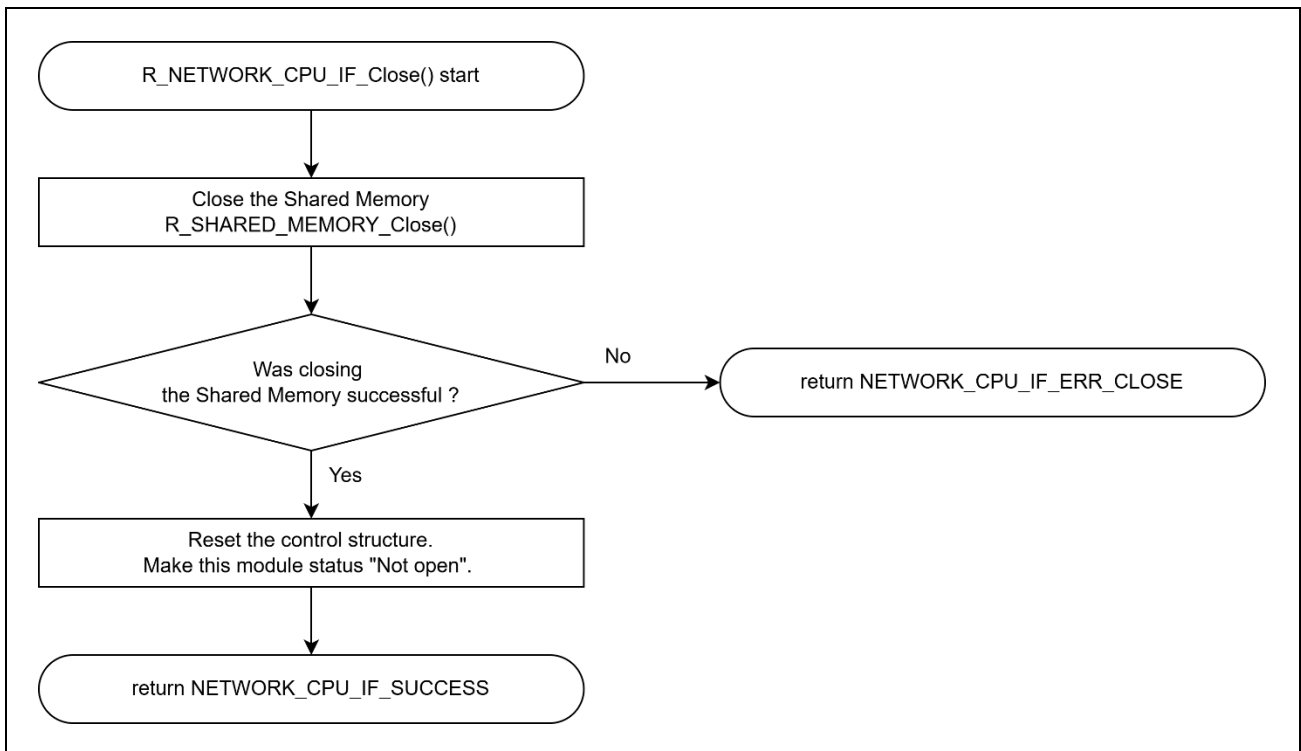 R_NETWORK_CPU_IF_Close() start
Close the Shared Memory
R_SHARED_MEMORY_Close()
Was closing
the Shared Memory successful ?
No
return NETWORK_CPU_IF_ERR_CLOSE
Yes
Reset the control structure.
Make this module status "Not open".
return NETWORK_CPU_IF_SUCCESS